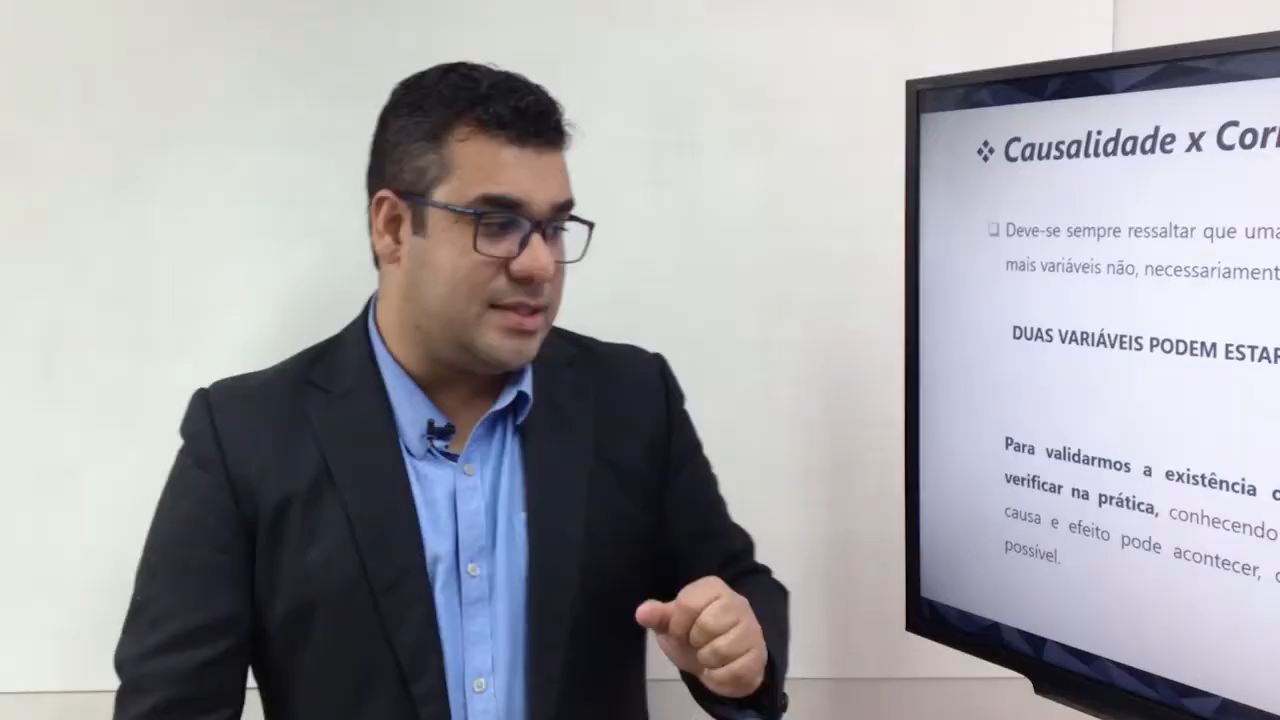 ❖ Causalidade x Cor
❑ Deve-se sempre ressaltar que uma
mais variáveis não, necessariament
DUAS VARIÁVEIS PODEM ESTAR
Para validarmos a existência
verificar na prática, conhecendo
causa e efeito pode acontecer,
possível.